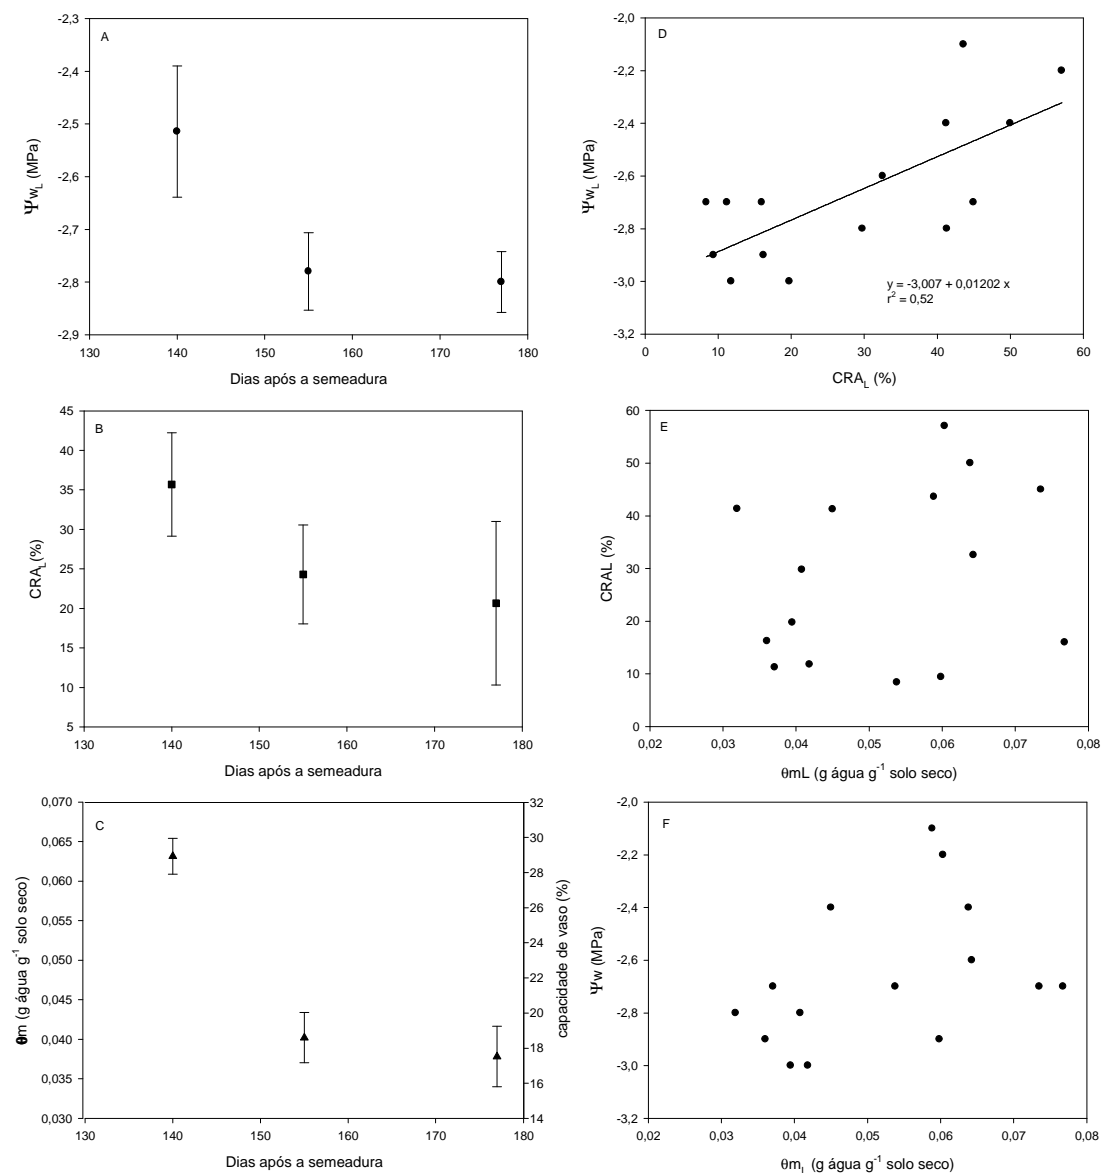 A
-2,3
-2,4
-2,5
-2,6
-2,7
-2,8
-2,9
ΨwL (MPa)
130 140 150 160 170 180
Dias após a semeadura
D
-2,0
-2,2
-2,4
-2,6
-2,8
-3,0
-3,2
ΨwL (MPa)
y = -3,007 + 0,01202 x
r2 = 0,52
0 10 20 30 40 50 60
CRAL (%)
B
45
40
35
30
25
20
15
10
5
CRAL(%)
130 140 150 160 170 180
Dias após a semeadura
E
60
50
40
30
20
10
0
CRAL (%)
0,02 0,03 0,04 0,05 0,06 0,07 0,08
θmL (g água g-1 solo seco)
C
0,070
0,065
0,060
0,055
0,050
0,045
0,040
0,035
0,030
θm (g água g-1 solo seco)
32
30
28
26
24
22
20
18
16
14
capacidade de vaso (%)
130 140 150 160 170 180
Dias após a semeadura
F
-2,0
-2,2
-2,4
-2,6
-2,8
-3,0
-3,2
Ψw (MPa)
0,02 0,03 0,04 0,05 0,06 0,07 0,08
θmL (g água g-1 solo seco)